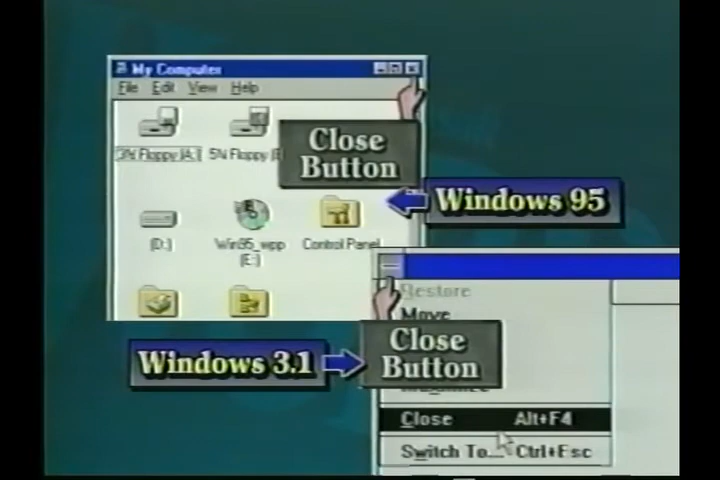 My Computer
File Edit View Help
3½ Floppy (A:) 5¼ Floppy (B
Close
Button
Windows 95
(D:) Win95_wpp
(E:)
Control Panel
Restore
Move
Close
Button
Windows 3.1
Close Alt+F4
Switch To... Ctrl+Esc